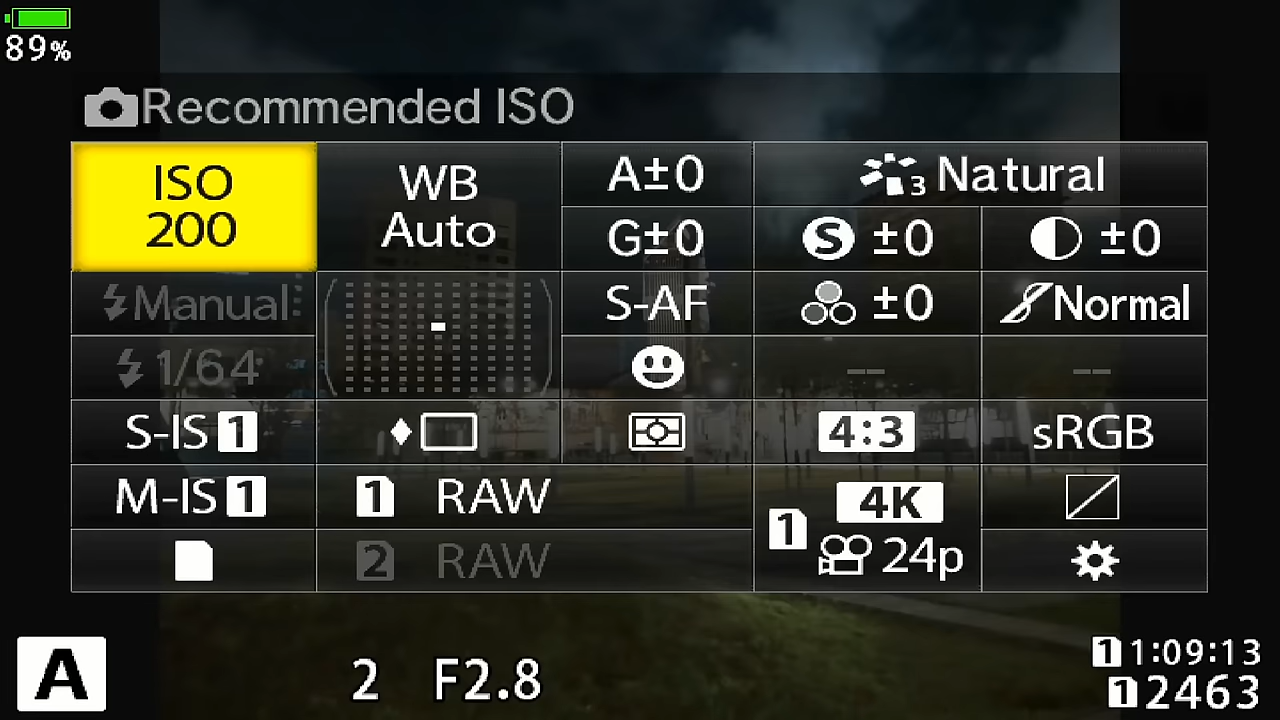 89%
Recommended ISO
ISO
200
WB
Auto
A±0
3 Natural
G±0
S ±0
±0
Manual
S-AF
±0
Normal
1/64
--
--
S-IS 1
4:3
sRGB
M-IS 1
1 RAW
1
4K
24p
2 RAW
A
2 F2.8
1 1:09:13
1 2463